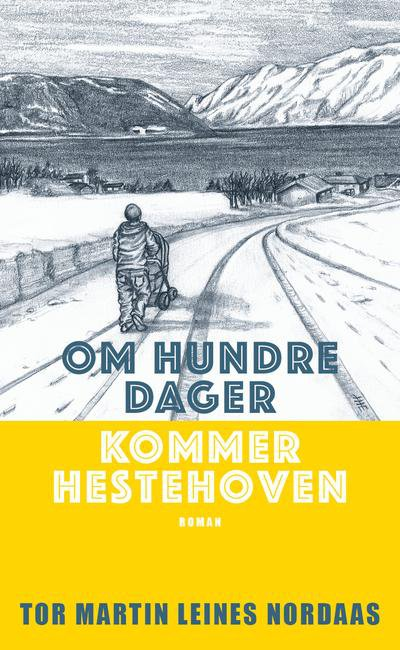 OM HUNDRE
DAGER
KOMMER
HESTEHOVEN
ROMAN
TOR MARTIN LEINES NORDAAS